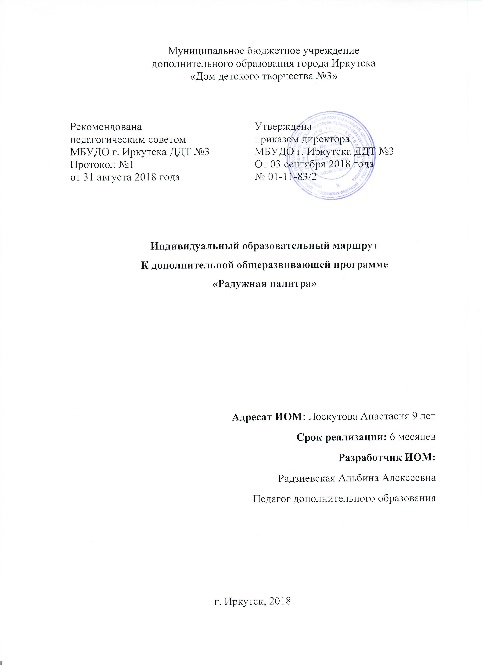 Муниципальное бюджетное учреждение
дополнительного образования города Иркутска
«Дом детского творчества №3»
Рекомендована
педагогическим советом
МБУДО г. Иркутска ДДТ №3
Протокол №1
от 31 августа 2018 года
Утверждена
приказом директора
МБУДО г. Иркутска ДДТ №3
От 03 сентября 2018 года
№ 01-11-83/2
Индивидуальный образовательный маршрут
К дополнительной общеразвивающей программе
«Радужная палитра»
Адресат ИОМ: Лоскутова Анастасия 9 лет
Срок реализации: 6 месяцев
Разработчик ИОМ:
Радзиевская Альбина Алексеевна
Педагог дополнительного образования
г. Иркутск, 2018